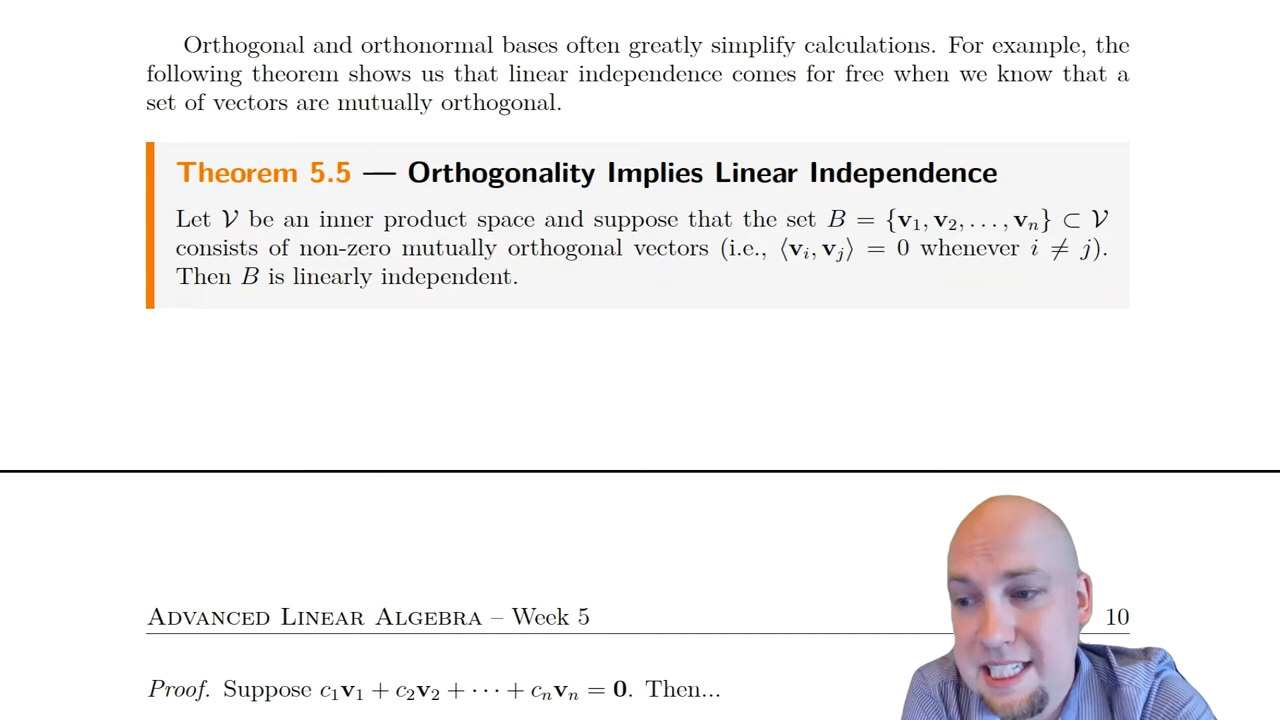 Orthogonal and orthonormal bases often greatly simplify calculations. For example, the
following theorem shows us that linear independence comes for free when we know that a
set of vectors are mutually orthogonal.
Theorem 5.5 — Orthogonality Implies Linear Independence
Let 𝒱 be an inner product space and suppose that the set B = {v₁, v₂, . . . , vₙ} ⊂ 𝒱
consists of non-zero mutually orthogonal vectors (i.e., ⟨vᵢ, vⱼ⟩ = 0 whenever i ≠ j).
Then B is linearly independent.
Advanced Linear Algebra – Week 5 10
Proof. Suppose c₁v₁ + c₂v₂ + · · · + cₙvₙ = 0. Then...